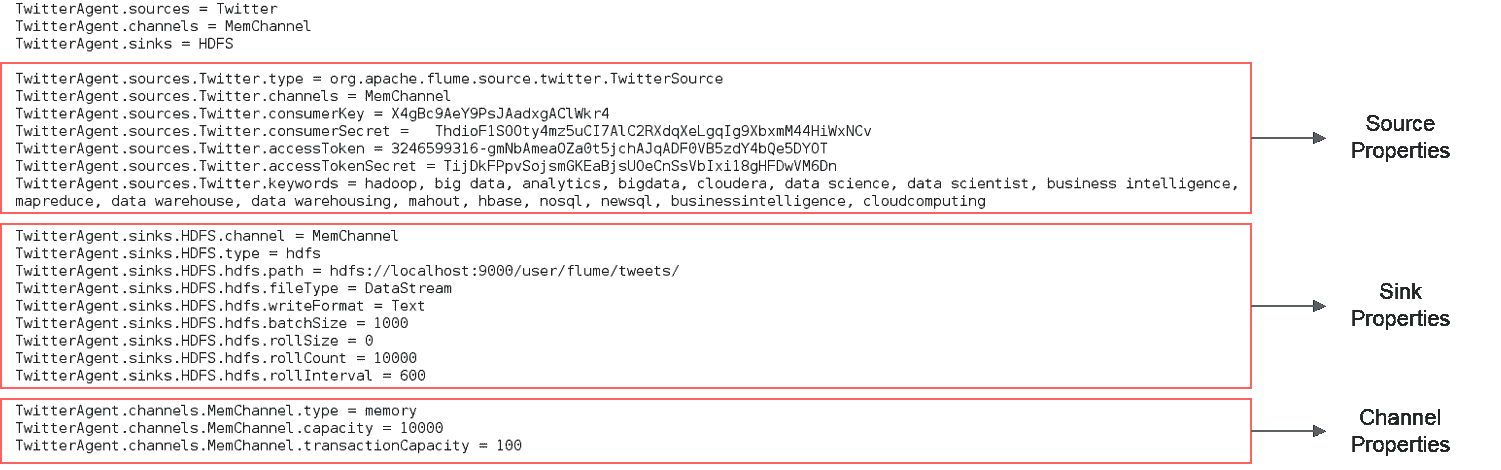 TwitterAgent.sources = Twitter
TwitterAgent.channels = MemChannel
TwitterAgent.sinks = HDFS
TwitterAgent.sources.Twitter.type = org.apache.flume.source.twitter.TwitterSource
TwitterAgent.sources.Twitter.channels = MemChannel
TwitterAgent.sources.Twitter.consumerKey = X4gBc9AeY9PsJAadxgAClWkr4
TwitterAgent.sources.Twitter.consumerSecret =   ThdioF1SOOty4mz5uCI7AlC2RXdqXeLgqIg9XbxmM44HiWxNCv
TwitterAgent.sources.Twitter.accessToken = 3246599316-gmNbAmeaOZa0t5jchAJqADF0VB5zdY4bQe5DYOT
TwitterAgent.sources.Twitter.accessTokenSecret = TijDkFPpvSojsmGKEaBjsUOeCnSsVbIxi18gHFDwVM6Dn
TwitterAgent.sources.Twitter.keywords = hadoop, big data, analytics, bigdata, cloudera, data science, data scientist, business intelligence,
mapreduce, data warehouse, data warehousing, mahout, hbase, nosql, newsql, businessintelligence, cloudcomputing
Source
Properties
TwitterAgent.sinks.HDFS.channel = MemChannel
TwitterAgent.sinks.HDFS.type = hdfs
TwitterAgent.sinks.HDFS.hdfs.path = hdfs://localhost:9000/user/flume/tweets/
TwitterAgent.sinks.HDFS.hdfs.fileType = DataStream
TwitterAgent.sinks.HDFS.hdfs.writeFormat = Text
TwitterAgent.sinks.HDFS.hdfs.batchSize = 1000
TwitterAgent.sinks.HDFS.hdfs.rollSize = 0
TwitterAgent.sinks.HDFS.hdfs.rollCount = 10000
TwitterAgent.sinks.HDFS.hdfs.rollInterval = 600
Sink
Properties
TwitterAgent.channels.MemChannel.type = memory
TwitterAgent.channels.MemChannel.capacity = 10000
TwitterAgent.channels.MemChannel.transactionCapacity = 100
Channel
Properties